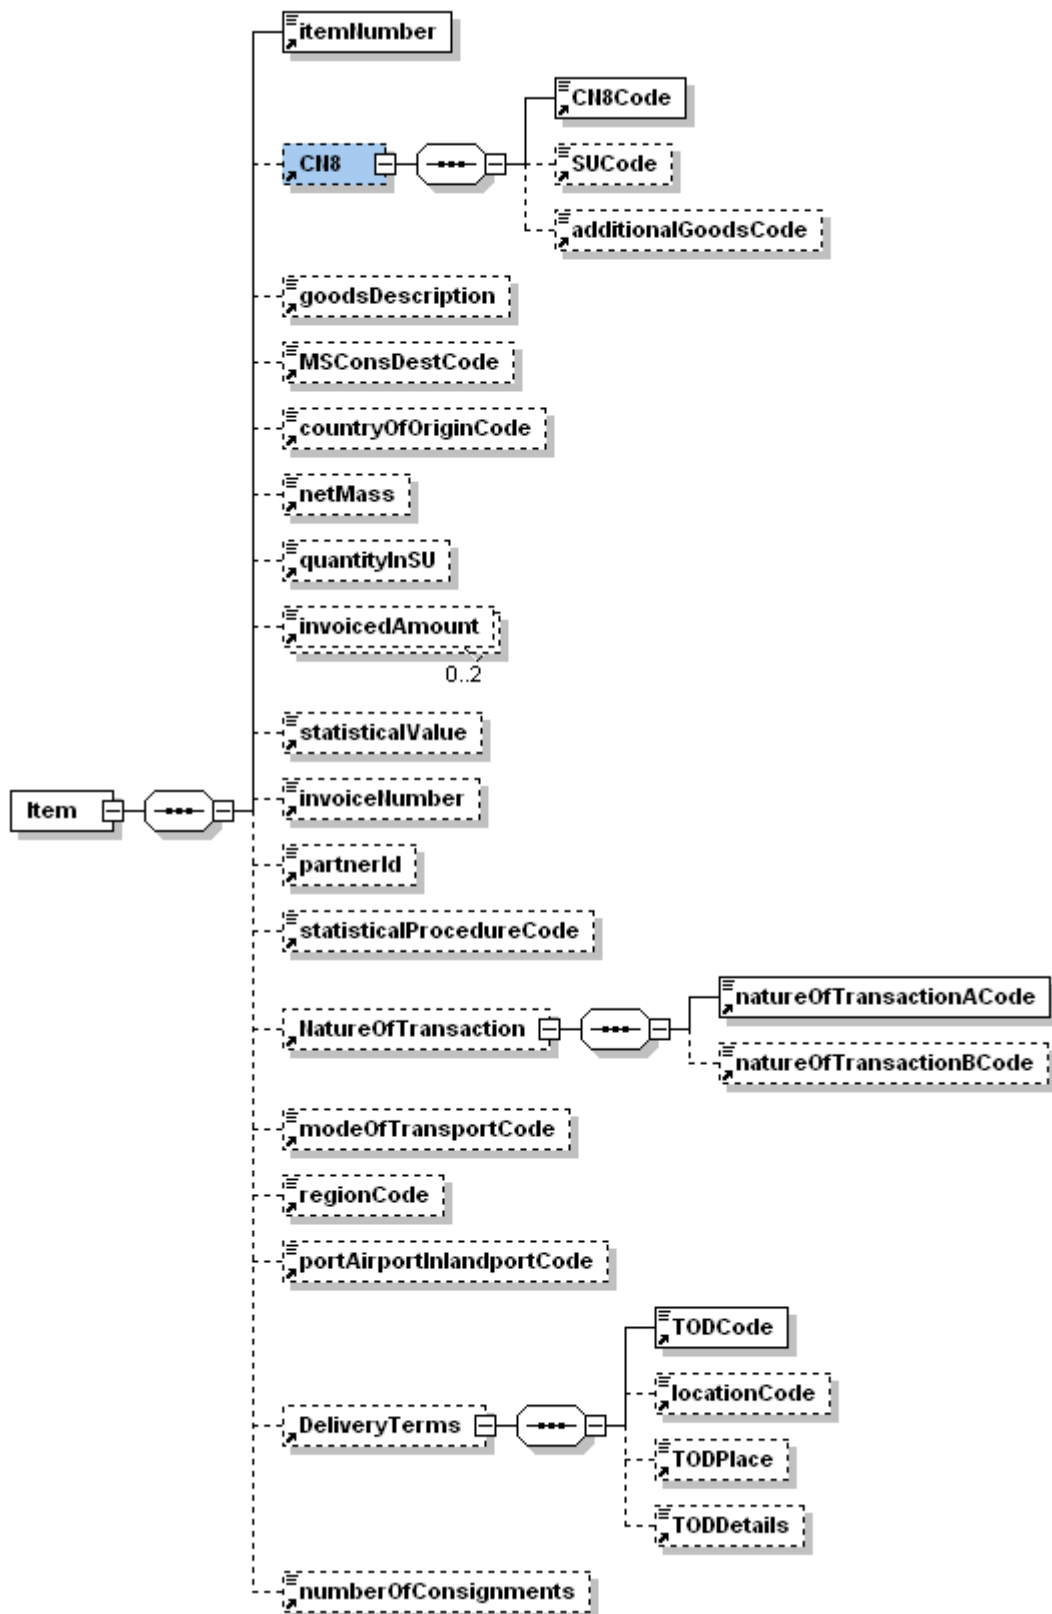 itemNumber
CN8Code
CN8
SUCode
additionalGoodsCode
goodsDescription
MSConsDestCode
countryOfOriginCode
netMass
quantityInSU
invoicedAmount
0..2
statisticalValue
Item
invoiceNumber
partnerId
statisticalProcedureCode
natureOfTransactionACode
NatureOfTransaction
natureOfTransactionBCode
modeOfTransportCode
regionCode
portAirportInlandportCode
TODCode
locationCode
DeliveryTerms
TODPlace
TODDetails
numberOfConsignments